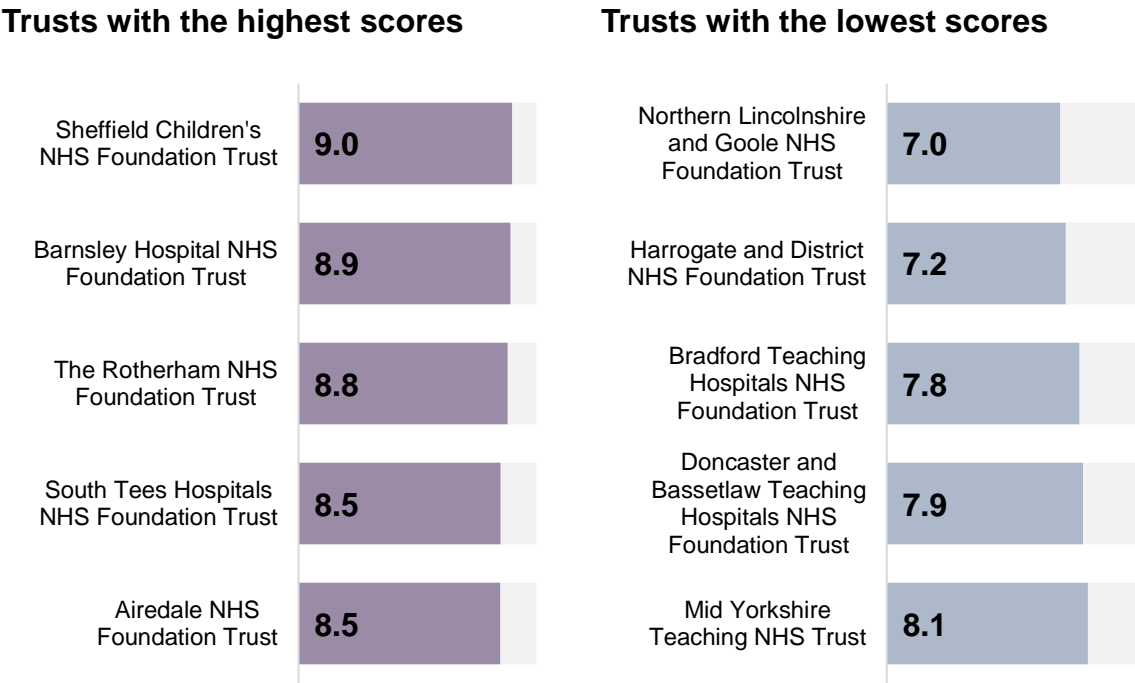 Trusts with the highest scores
Sheffield Children's
NHS Foundation Trust
9.0
Barnsley Hospital NHS
Foundation Trust
8.9
The Rotherham NHS
Foundation Trust
8.8
South Tees Hospitals
NHS Foundation Trust
8.5
Airedale NHS
Foundation Trust
8.5
Trusts with the lowest scores
Northern Lincolnshire
and Goole NHS
Foundation Trust
7.0
Harrogate and District
NHS Foundation Trust
7.2
Bradford Teaching
Hospitals NHS
Foundation Trust
7.8
Doncaster and
Bassetlaw Teaching
Hospitals NHS
Foundation Trust
7.9
Mid Yorkshire
Teaching NHS Trust
8.1